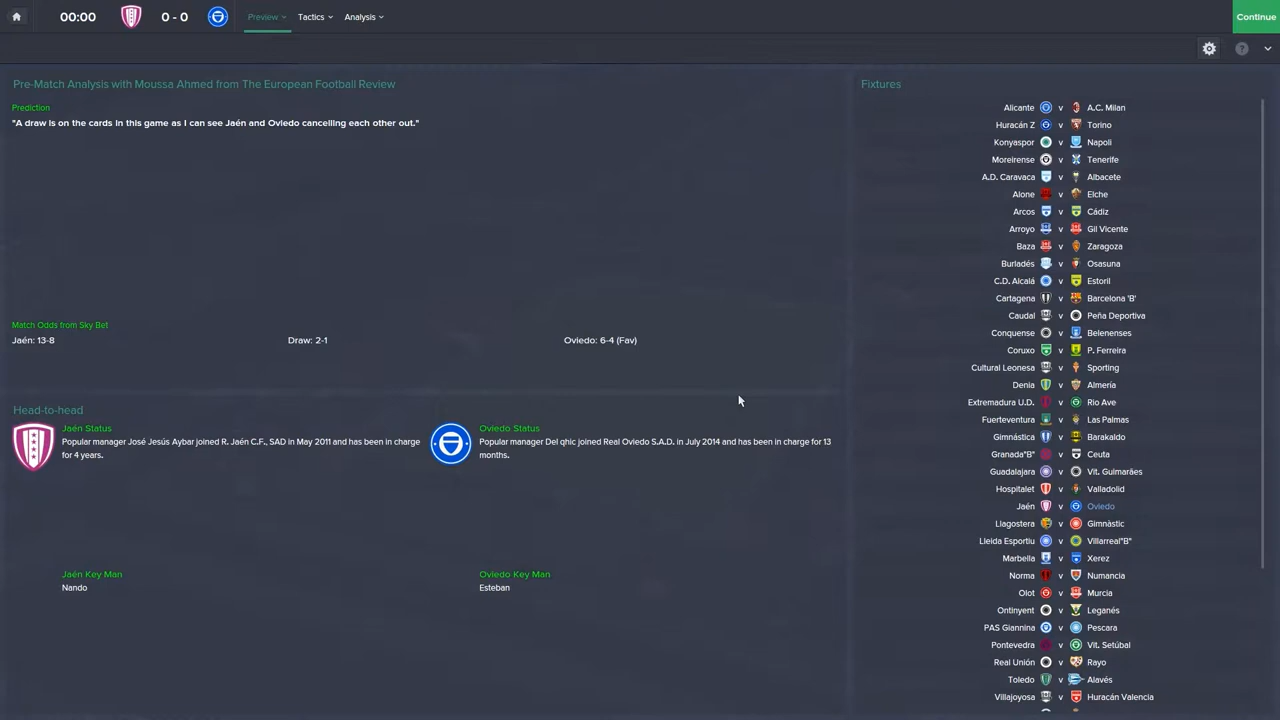 00:00
0 - 0
Preview
Tactics
Analysis
Continue
Pre-Match Analysis with Moussa Ahmed from The European Football Review
Prediction
"A draw is on the cards in this game as I can see Jaén and Oviedo cancelling each other out."
Match Odds from Sky Bet
Jaén: 13-8 Draw: 2-1 Oviedo: 6-4 (Fav)
Head-to-head
Jaén Status
Popular manager José Jesús Aybar joined R. Jaén C.F., SAD in May 2011 and has been in charge
for 4 years.
Oviedo Status
Popular manager Del qhic joined Real Oviedo S.A.D. in July 2014 and has been in charge for 13
months.
Jaén Key Man
Nando
Oviedo Key Man
Esteban
Fixtures
Alicante v A.C. Milan
Huracán Z v Torino
Konyaspor v Napoli
Moreirense v Tenerife
A.D. Caravaca v Albacete
Alone v Elche
Arcos v Cádiz
Arroyo v Gil Vicente
Baza v Zaragoza
Burladés v Osasuna
C.D. Alcalá v Estoril
Cartagena v Barcelona 'B'
Caudal v Peña Deportiva
Conquense v Belenenses
Coruxo v P. Ferreira
Cultural Leonesa v Sporting
Denia v Almería
Extremadura U.D. v Rio Ave
Fuerteventura v Las Palmas
Gimnástica v Barakaldo
Granada"B" v Ceuta
Guadalajara v Vit. Guimarães
Hospitalet v Valladolid
Jaén v Oviedo
Llagostera v Gimnàstic
Lleida Esportiu v Villarreal"B"
Marbella v Xerez
Norma v Numancia
Olot v Murcia
Ontinyent v Leganés
PAS Giannina v Pescara
Pontevedra v Vit. Setúbal
Real Unión v Rayo
Toledo v Alavés
Villajoyosa v Huracán Valencia